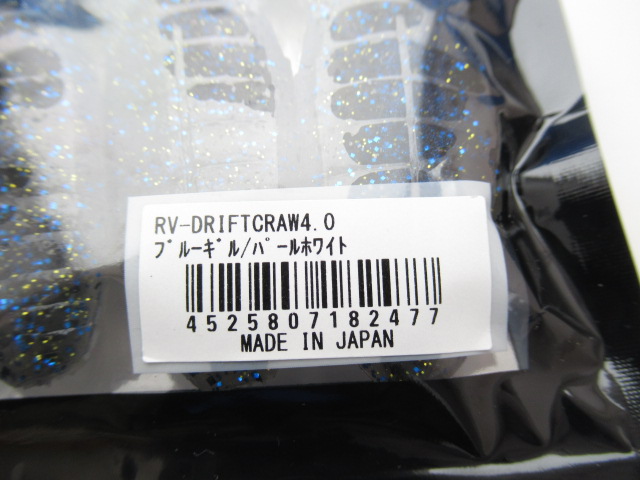 RV-DRIFTCRAW4.0
ﾌﾞﾙｰｷﾞﾙ/ﾊﾟｰﾙﾎﾜｲﾄ
4525807182477
MADE IN JAPAN